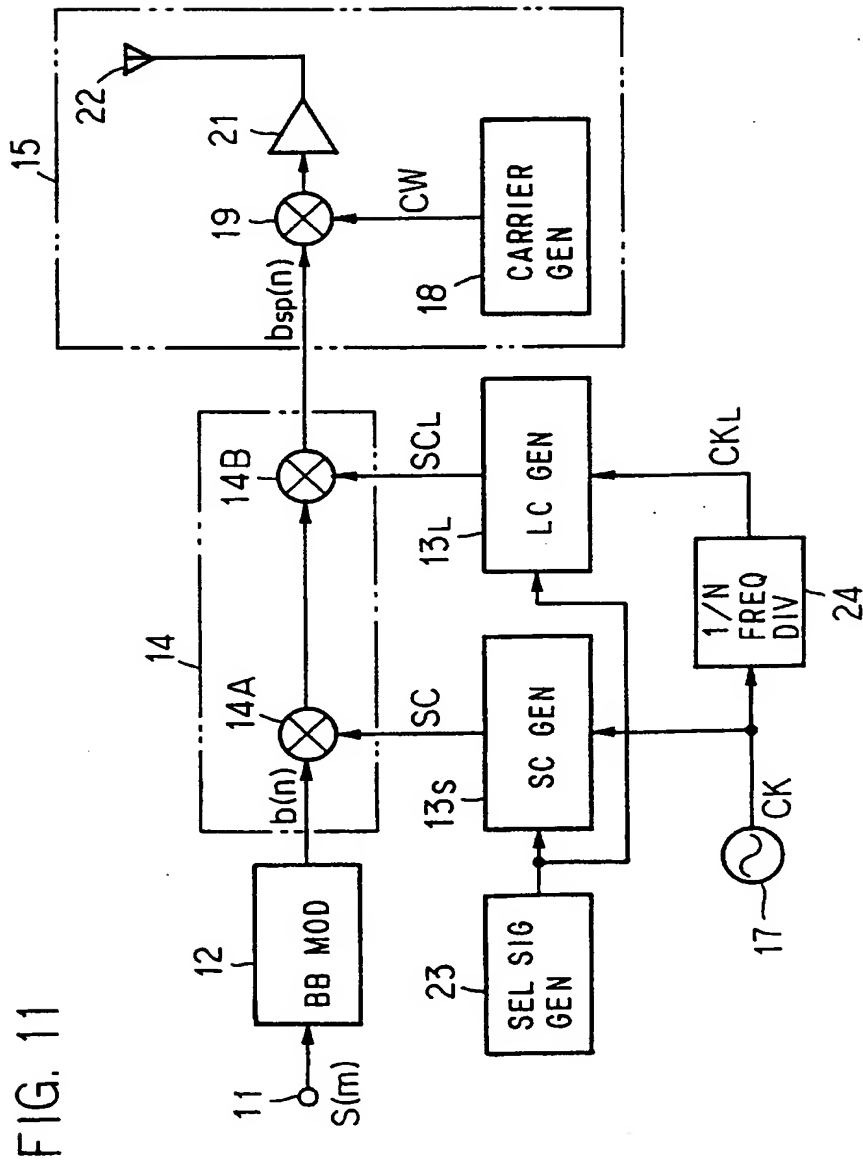 FIG. 11
11
S(m)
12
BB MOD
b(n)
14
14A
14B
bsp(n)
15
19
21
22
CW
18
CARRIER
GEN
SC
SCL
13S
SC GEN
13L
LC GEN
23
SEL SIG
GEN
17
CK
1/N
FREQ
DIV
24
CKL